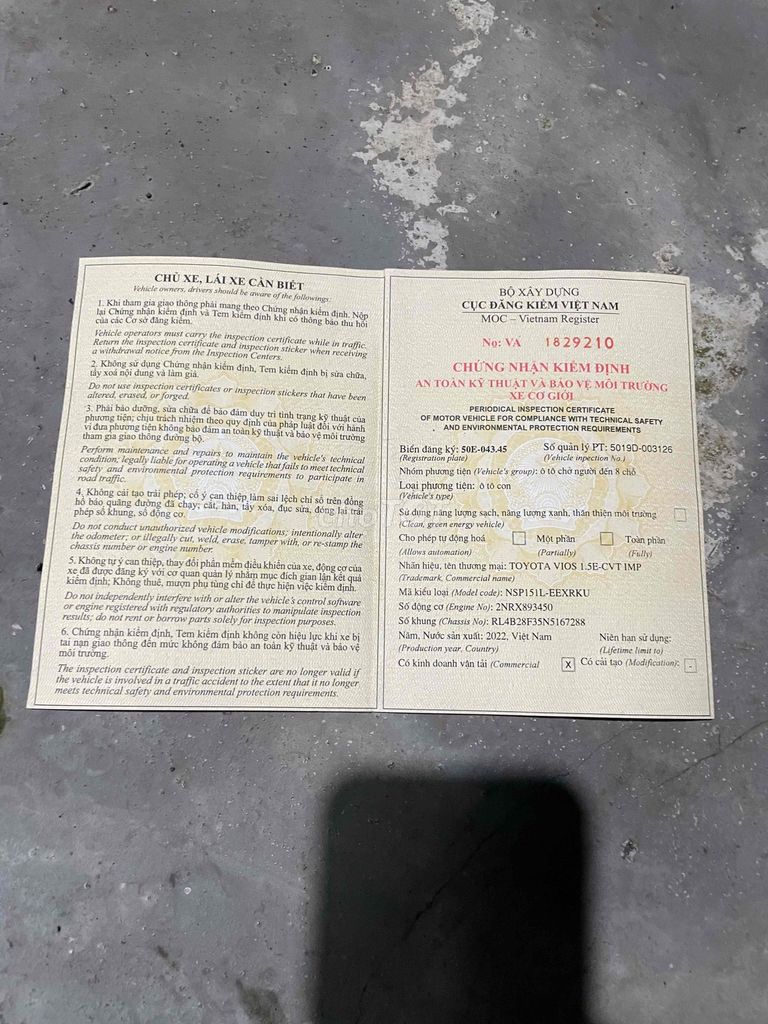 CHỦ XE, LÁI XE CẦN BIẾT
Vehicle owners, drivers should be aware of the followings:
1. Khi tham gia giao thông phải mang theo Chứng nhận kiểm định. Nộp
lại Chứng nhận kiểm định và Tem kiểm định khi có thông báo thu hồi
của các Cơ sở đăng kiểm.
Vehicle operators must carry the inspection certificate while in traffic.
Return the inspection certificate and inspection sticker when receiving
a withdrawal notice from the Inspection Centers.
2. Không sử dụng Chứng nhận kiểm định, Tem kiểm định bị sửa chữa,
tẩy xoá nội dung và làm giả.
Do not use inspection certificates or inspection stickers that have been
altered, erased, or forged.
3. Phải bảo dưỡng, sửa chữa để bảo đảm duy trì tình trạng kỹ thuật của
phương tiện; chịu trách nhiệm theo quy định của pháp luật đối với hành
vi đưa phương tiện không bảo đảm an toàn kỹ thuật và bảo vệ môi trường
tham gia giao thông đường bộ.
Perform maintenance and repairs to maintain the vehicle's technical
condition; legally liable for operating a vehicle that fails to meet technical
safety and environmental protection requirements to participate in
road traffic.
4. Không cải tạo trái phép; cố ý can thiệp làm sai lệch chỉ số trên đồng
hồ báo quãng đường đã chạy; cắt, hàn, tẩy xóa, đục sửa, đóng lại trái
phép số khung, số động cơ.
Do not conduct unauthorized vehicle modifications; intentionally alter
the odometer; or illegally cut, weld, erase, tamper with, or re-stamp the
chassis number or engine number.
5. Không tự ý can thiệp, thay đổi phần mềm điều khiển của xe, động cơ của
xe đã được đăng ký với cơ quan quản lý nhằm mục đích gian lận kết quả
kiểm định; Không thuê, mượn phụ tùng chỉ để thực hiện việc kiểm định.
Do not independently interfere with or alter the vehicle's control software
or engine registered with regulatory authorities to manipulate inspection
results; do not rent or borrow parts solely for inspection purposes.
6. Chứng nhận kiểm định, Tem kiểm định không còn hiệu lực khi xe bị
tai nạn giao thông đến mức không đảm bảo an toàn kỹ thuật và bảo vệ
môi trường.
The inspection certificate and inspection sticker are no longer valid if
the vehicle is involved in a traffic accident to the extent that it no longer
meets technical safety and environmental protection requirements.
BỘ XÂY DỰNG
CỤC ĐĂNG KIỂM VIỆT NAM
MOC – Vietnam Register
No: VA 1829210
CHỨNG NHẬN KIỂM ĐỊNH
AN TOÀN KỸ THUẬT VÀ BẢO VỆ MÔI TRƯỜNG
XE CƠ GIỚI
PERIODICAL INSPECTION CERTIFICATE
OF MOTOR VEHICLE FOR COMPLIANCE WITH TECHNICAL SAFETY
AND ENVIRONMENTAL PROTECTION REQUIREMENTS
Biển đăng ký: 50E-043.45 Số quản lý PT: 5019D-003126
(Registration plate) (Vehicle inpection No.)
Nhóm phương tiện (Vehicle's group): ô tô chở người đến 8 chỗ
Loại phương tiện: ô tô con
(Vehicle's type)
Sử dụng năng lượng sạch, năng lượng xanh, thân thiện môi trường
(Clean, green energy vehicle)
Cho phép tự động hoá Một phần Toàn phần
(Allows automation) (Partially) (Fully)
Nhãn hiệu, tên thương mại: TOYOTA VIOS 1.5E-CVT IMP
(Trademark, Commercial name)
Mã kiểu loại (Model code): NSP151L-EEXRKU
Số động cơ (Engine No): 2NRX893450
Số khung (Chassis No): RL4B28F35N5167288
Năm, Nước sản xuất: 2022, Việt Nam Niên hạn sử dụng:
(Production year, Country) (Lifetime limit to)
Có kinh doanh vận tải (Commercial X Có cải tạo (Modification): -